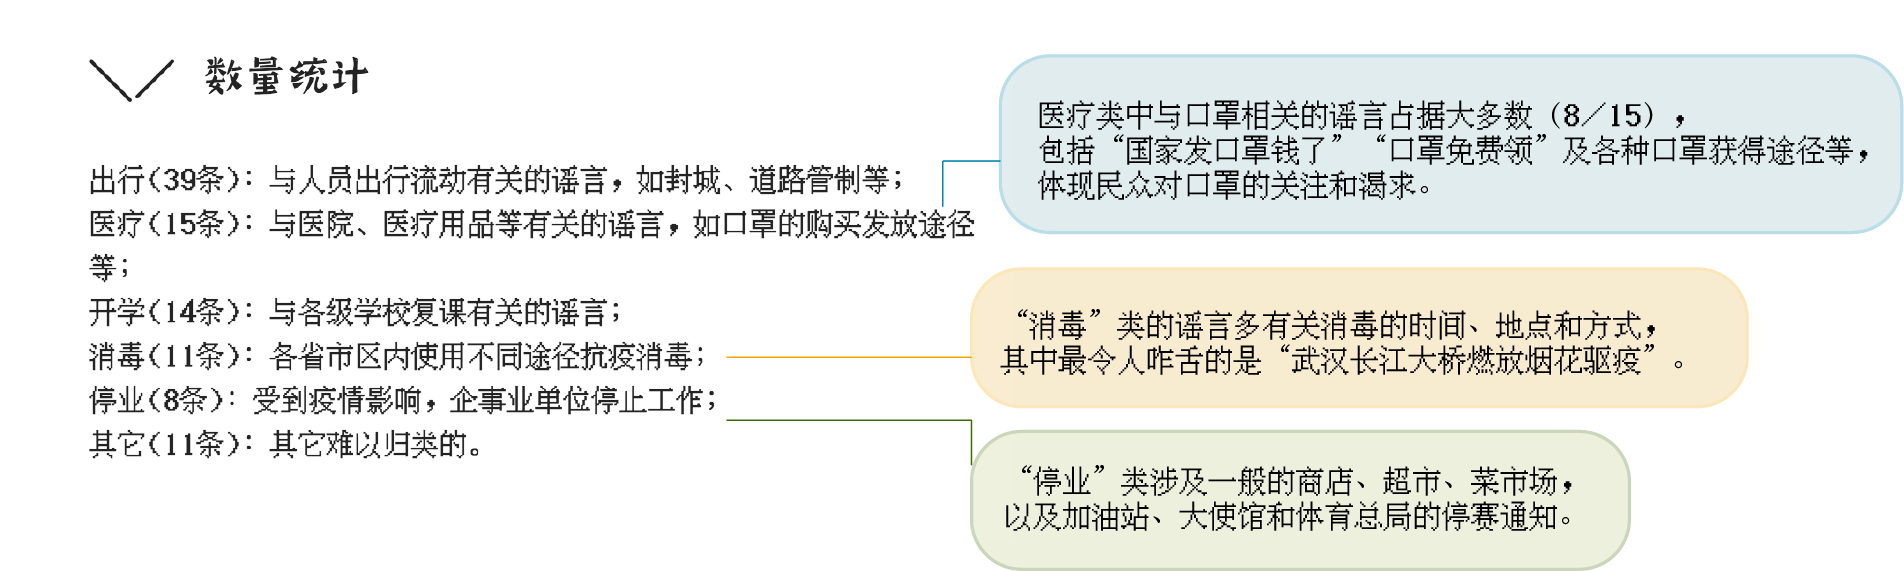 数量统计
出行(39条): 与人员出行流动有关的谣言，如封城、道路管制等;
医疗(15条): 与医院、医疗用品等有关的谣言，如口罩的购买发放途径
等;
开学(14条): 与各级学校复课有关的谣言;
消毒(11条): 各省市区内使用不同途径抗疫消毒;
停业(8条): 受到疫情影响，企事业单位停止工作;
其它(11条): 其它难以归类的。
医疗类中与口罩相关的谣言占据大多数（8／15），
包括“国家发口罩钱了”“口罩免费领”及各种口罩获得途径等，
体现民众对口罩的关注和渴求。
“消毒”类的谣言多有关消毒的时间、地点和方式，
其中最令人咋舌的是“武汉长江大桥燃放烟花驱疫”。
“停业”类涉及一般的商店、超市、菜市场，
以及加油站、大使馆和体育总局的停赛通知。